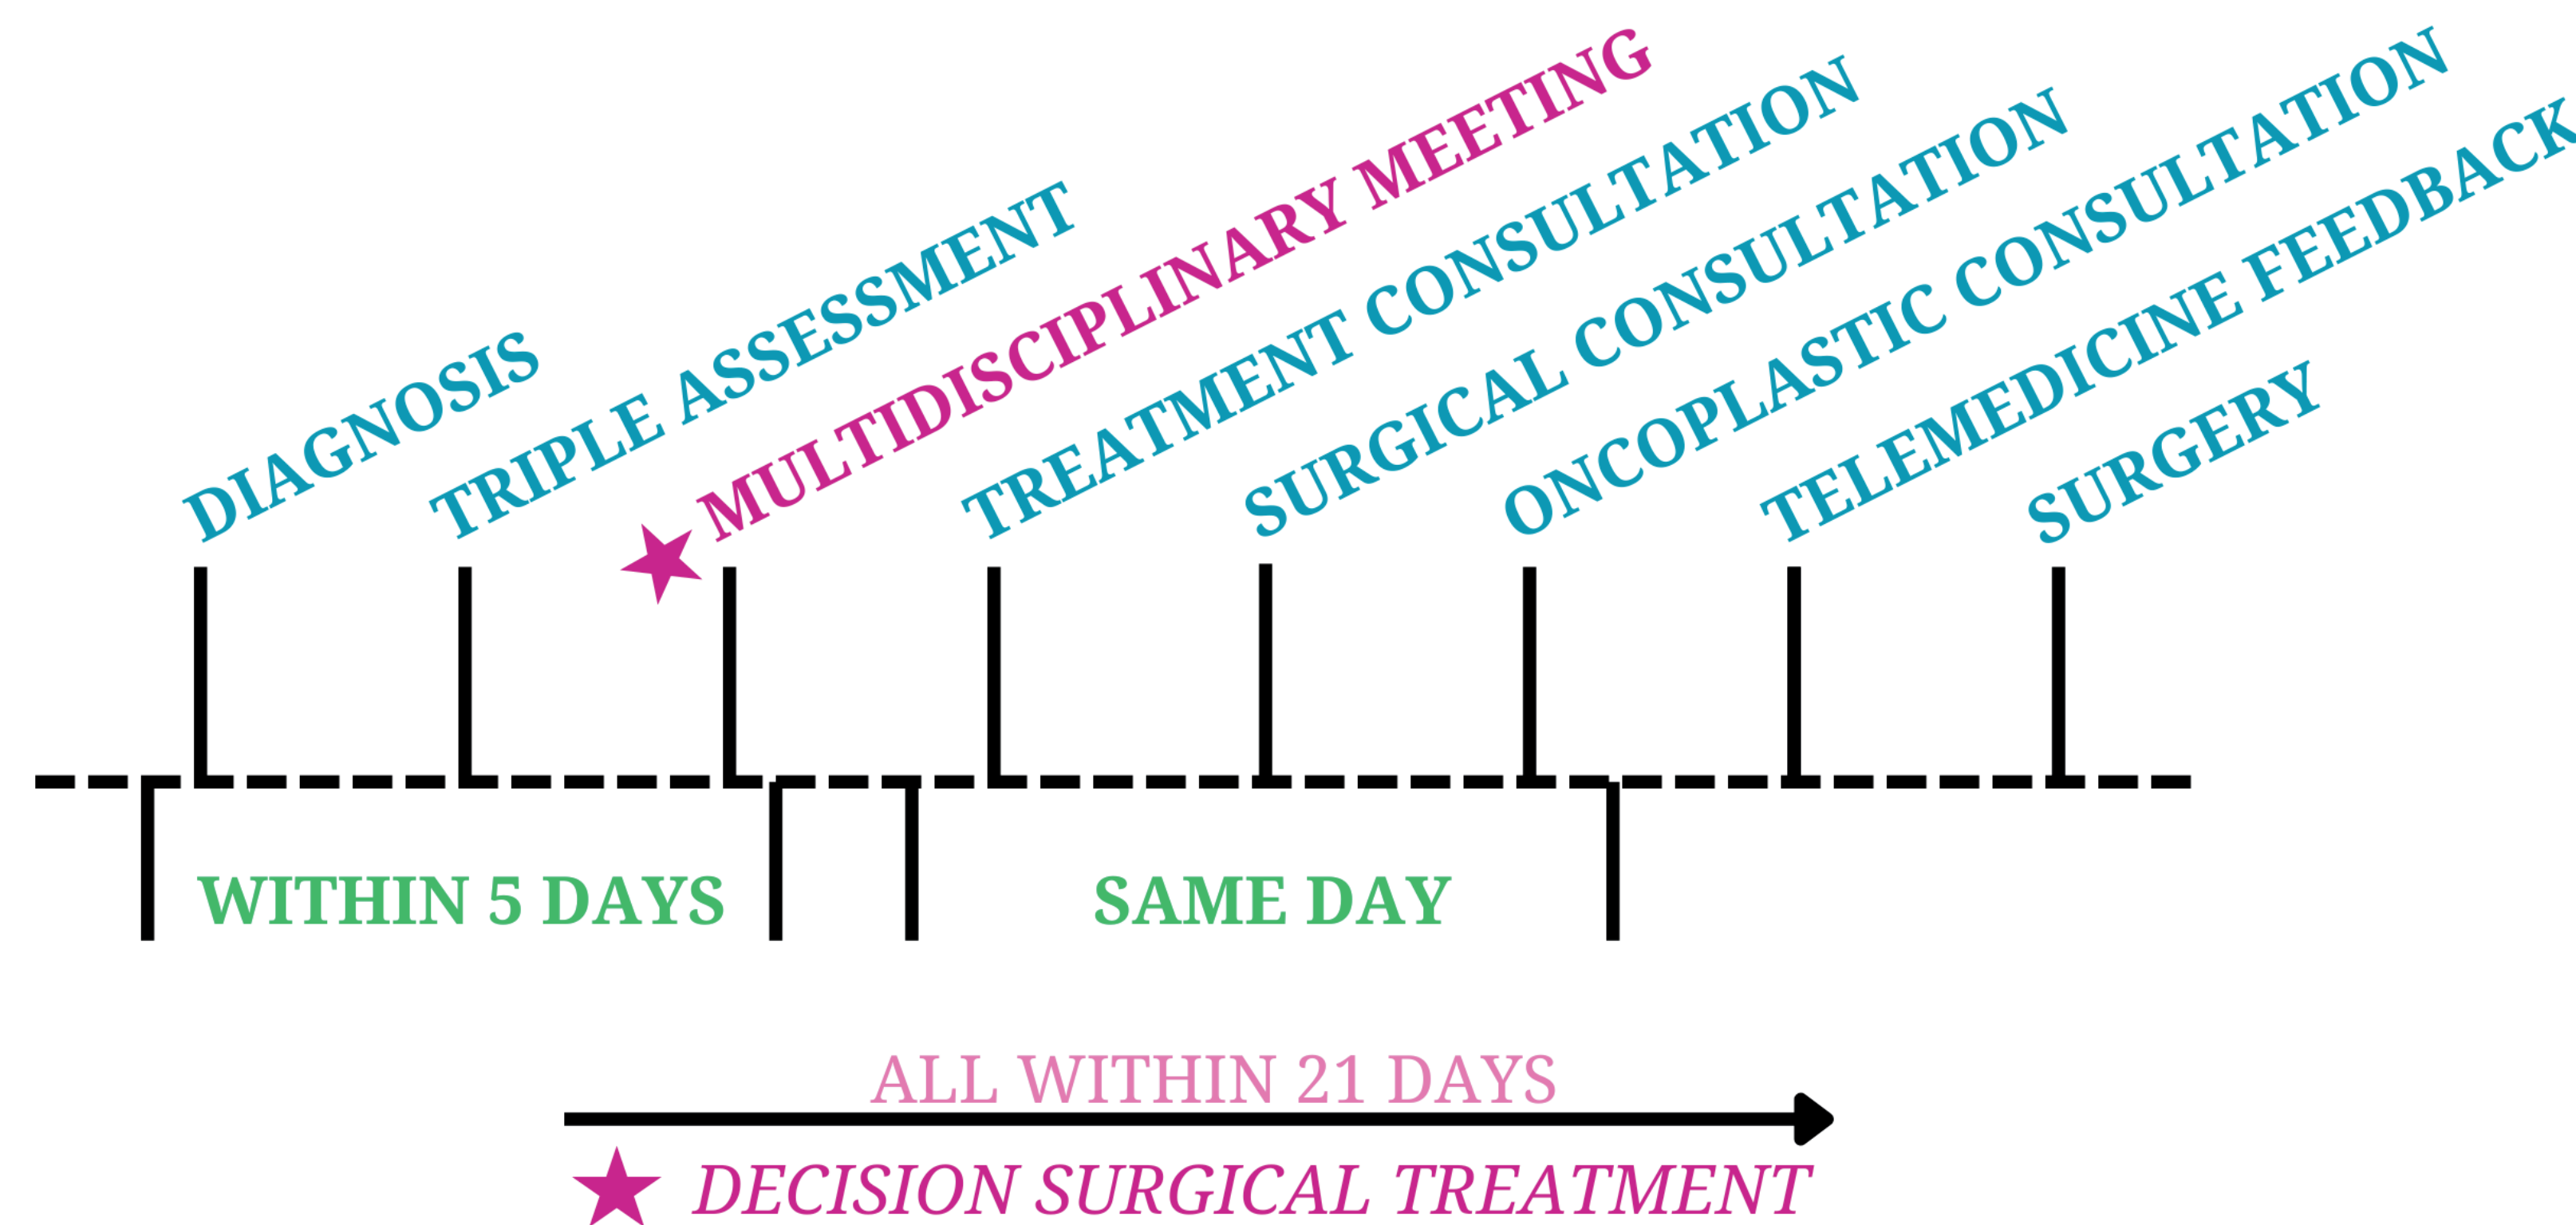 DIAGNOSIS
TRIPLE ASSESSMENT
MULTIDISCIPLINARY MEETING
TREATMENT CONSULTATION
SURGICAL CONSULTATION
ONCOPLASTIC CONSULTATION
TELEMEDICINE FEEDBACK
SURGERY
WITHIN 5 DAYS
SAME DAY
ALL WITHIN 21 DAYS
DECISION SURGICAL TREATMENT